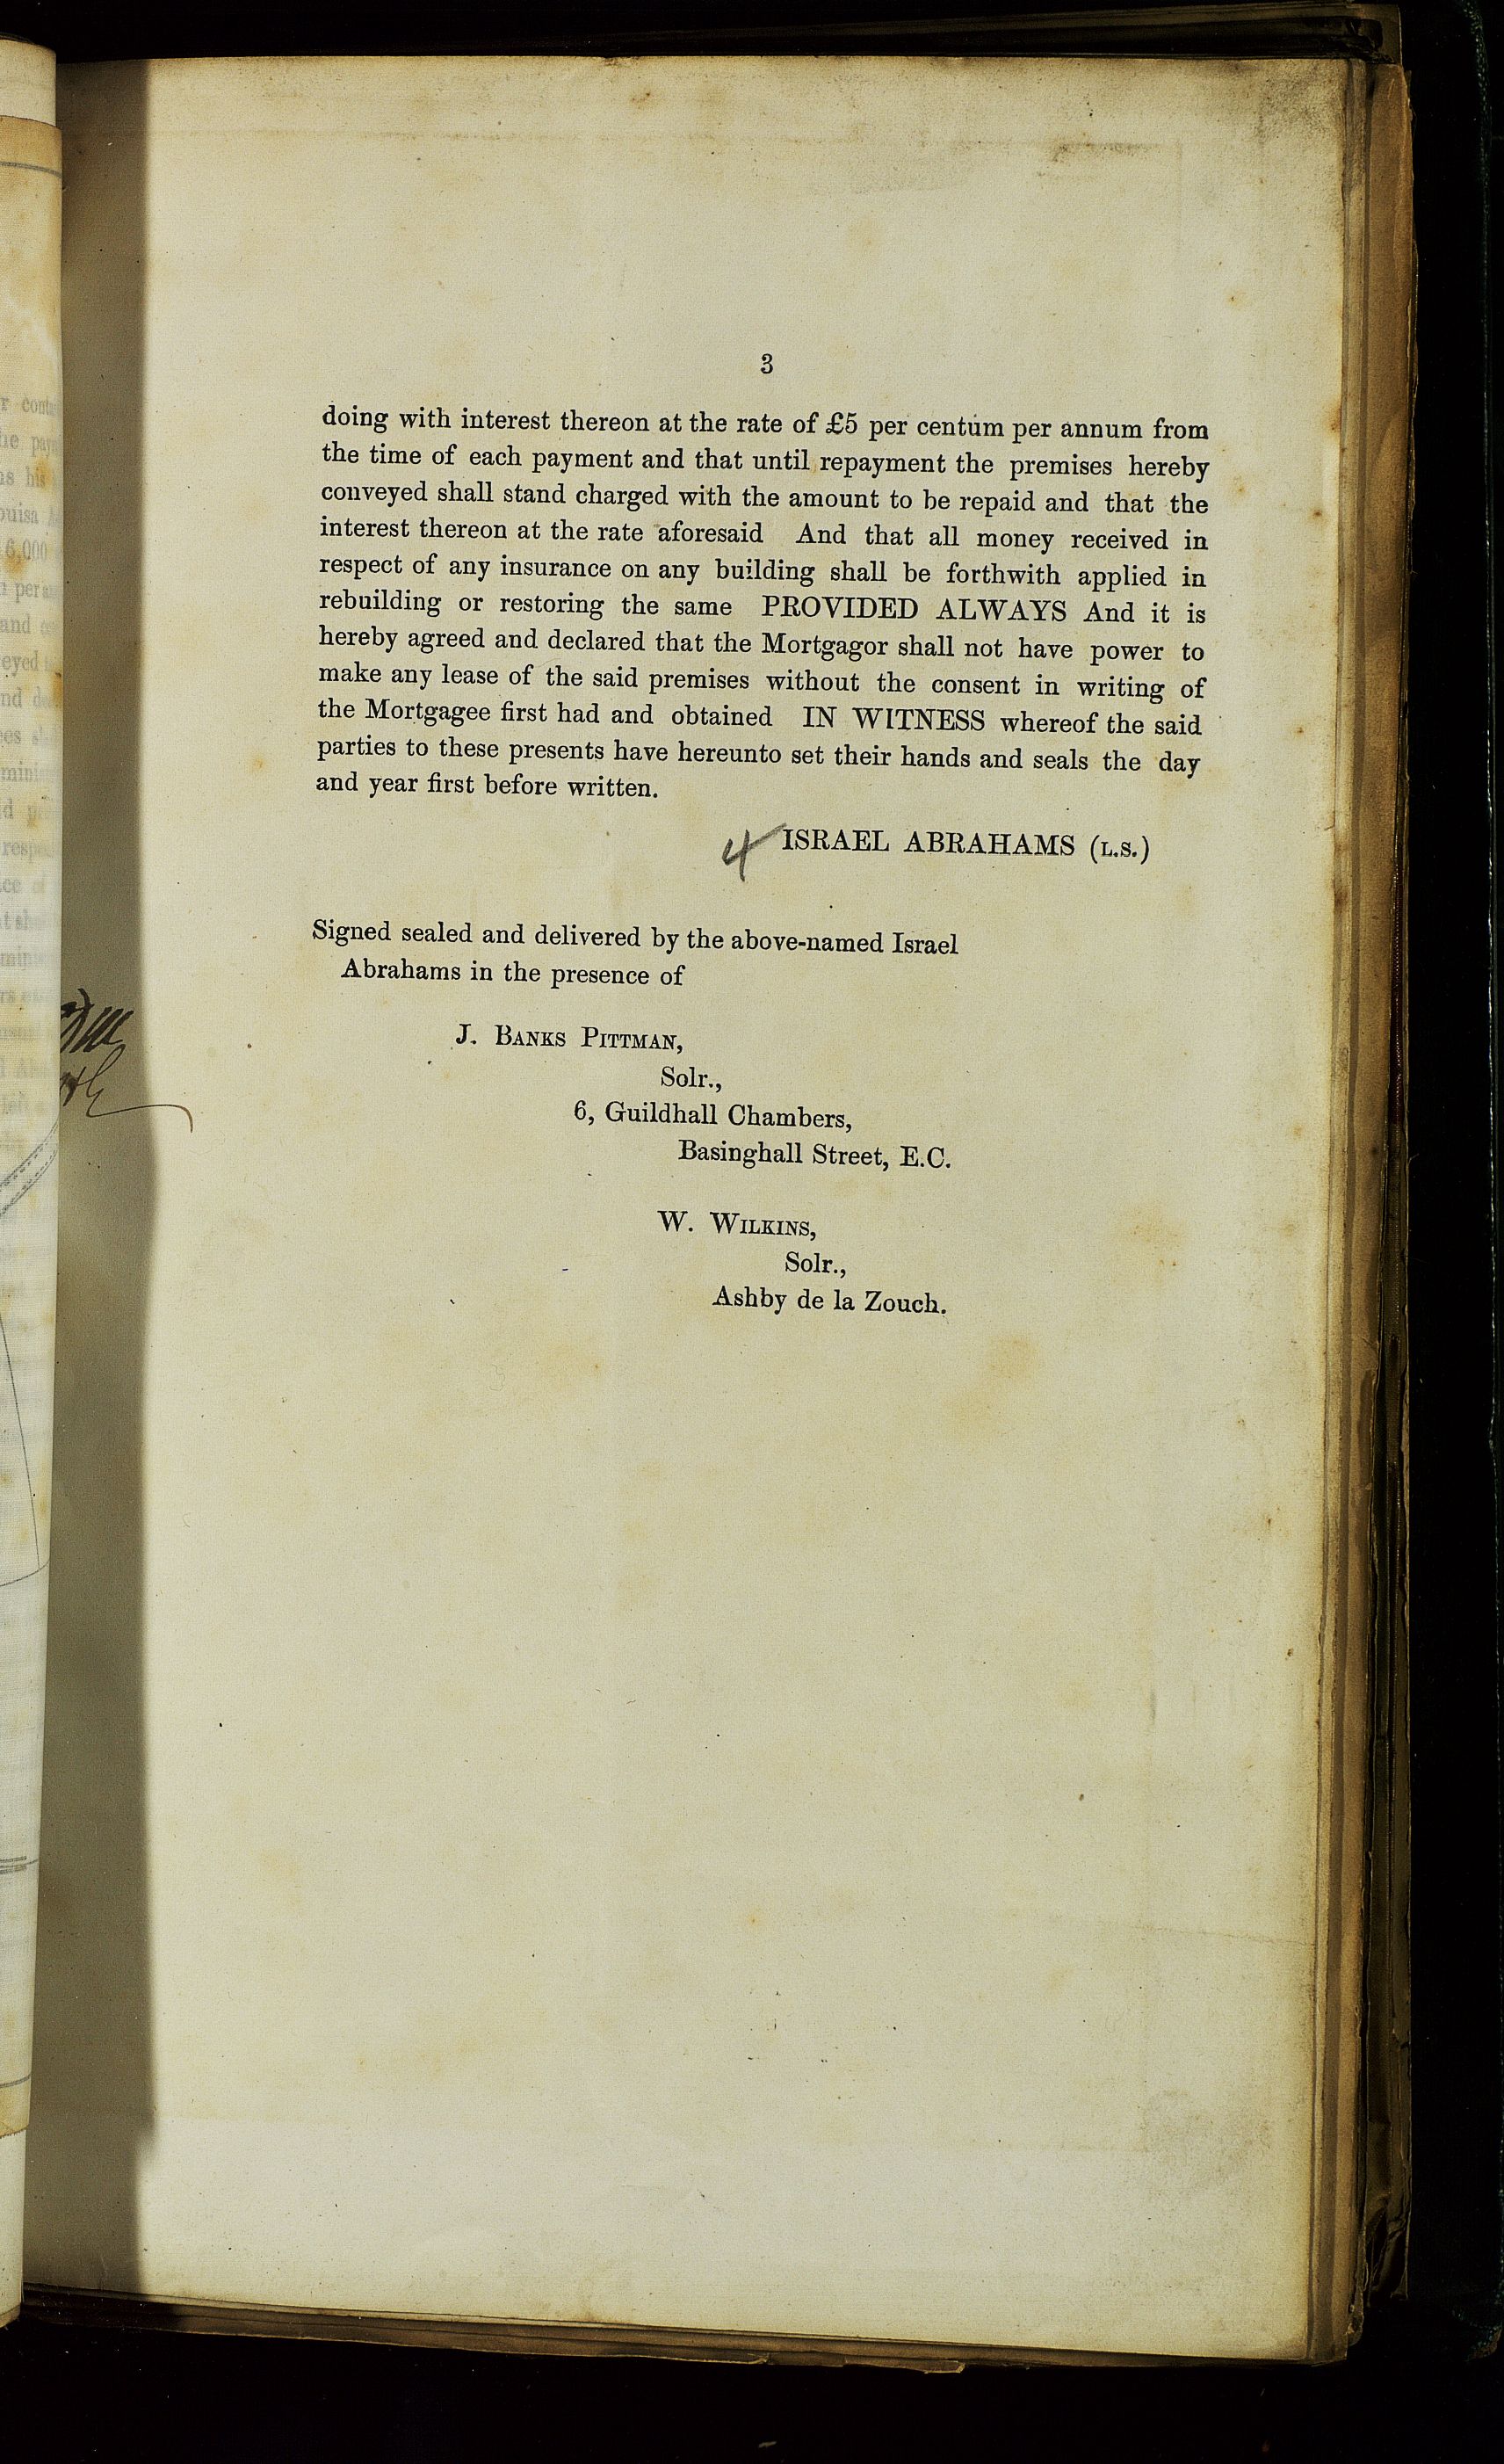 3
doing with interest thereon at the rate of £5 per centum per annum from
the time of each payment and that until repayment the premises hereby
conveyed shall stand charged with the amount to be repaid and that the
interest thereon at the rate aforesaid And that all money received in
respect of any insurance on any building shall be forthwith applied in
rebuilding or restoring the same PROVIDED ALWAYS And it is
hereby agreed and declared that the Mortgagor shall not have power to
make any lease of the said premises without the consent in writing of
the Mortgagee first had and obtained IN WITNESS whereof the said
parties to these presents have hereunto set their hands and seals the day
and year first before written.
ISRAEL ABRAHAMS (L.S.)
Signed sealed and delivered by the above-named Israel
Abrahams in the presence of
J. BANKS PITTMAN,
Solr.,
6, Guildhall Chambers,
Basinghall Street, E.C.
W. WILKINS,
Solr.,
Ashby de la Zouch.